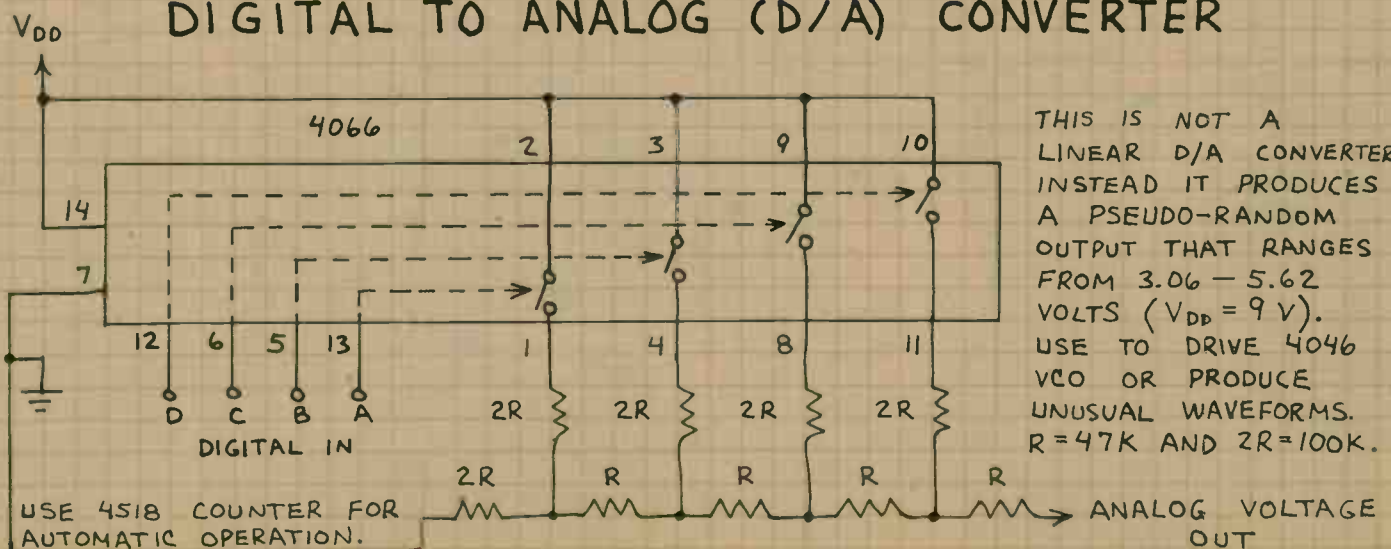 DIGITAL TO ANALOG (D/A) CONVERTER
VDD
4066
2 3 9 10
14
7
12 6 5 13 1 4 8 11
D C B A
DIGITAL IN
2R 2R 2R 2R
2R R R R R
USE 4518 COUNTER FOR
AUTOMATIC OPERATION.
ANALOG VOLTAGE
OUT
THIS IS NOT A
LINEAR D/A CONVERTER
INSTEAD IT PRODUCES
A PSEUDO-RANDOM
OUTPUT THAT RANGES
FROM 3.06 – 5.62
VOLTS (VDD = 9 V).
USE TO DRIVE 4046
VCO OR PRODUCE
UNUSUAL WAVEFORMS.
R = 47K AND 2R = 100K.